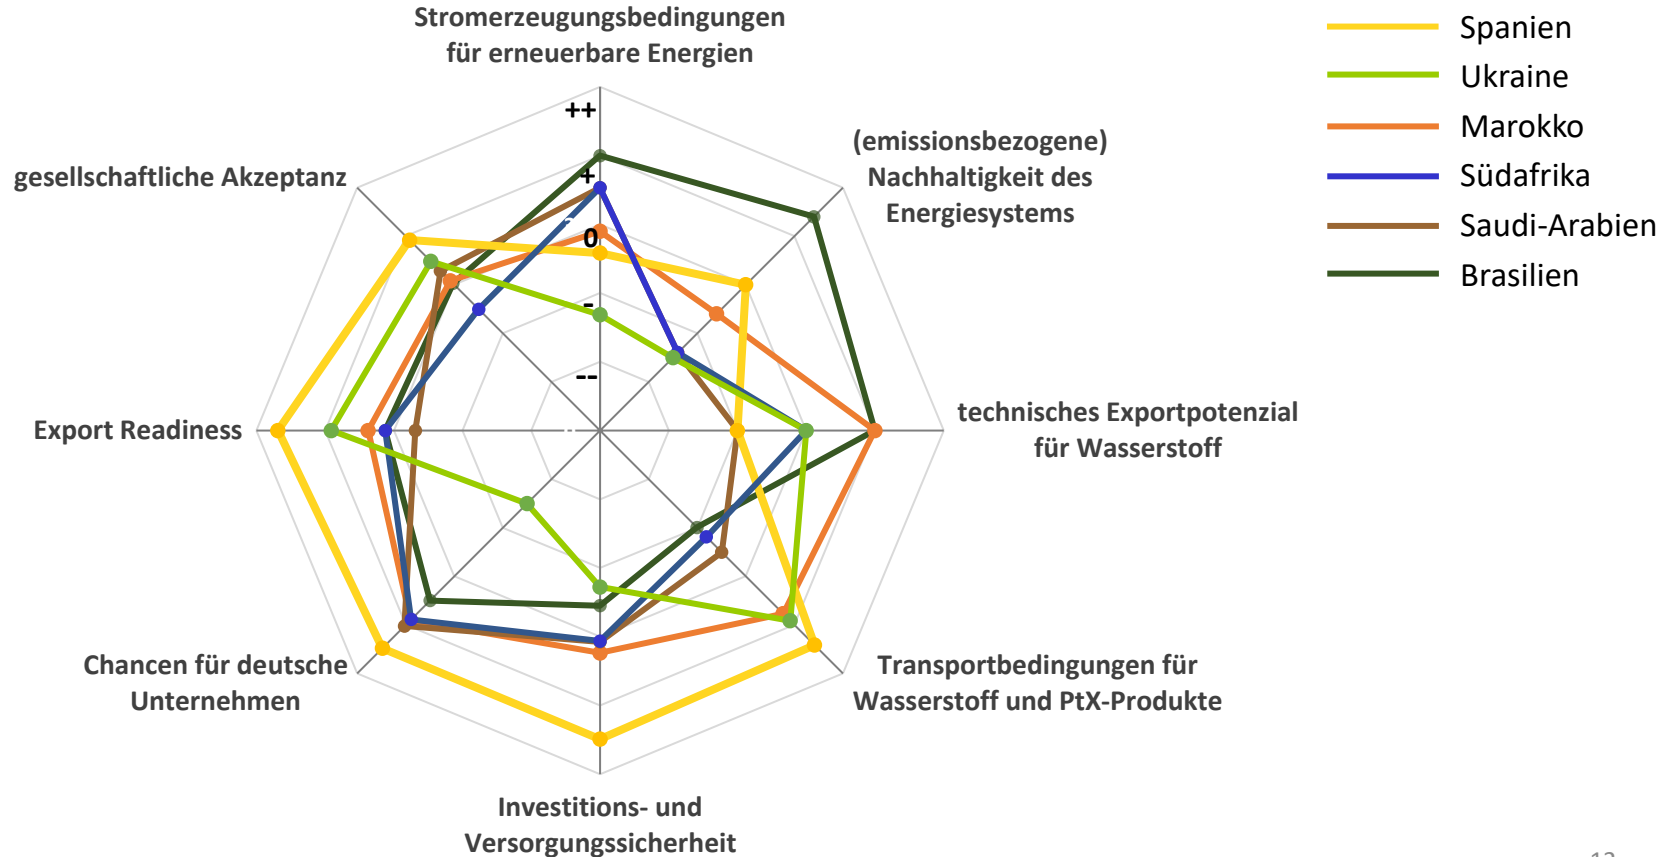 Stromerzeugungsbedingungen
für erneuerbare Energien
(emissionsbezogene)
Nachhaltigkeit des
Energiesystems
technisches Exportpotenzial
für Wasserstoff
Transportbedingungen für
Wasserstoff und PtX-Produkte
Investitions- und
Versorgungssicherheit
Chancen für deutsche
Unternehmen
Export Readiness
gesellschaftliche Akzeptanz
++
+
0
-
--
Spanien
Ukraine
Marokko
Südafrika
Saudi-Arabien
Brasilien